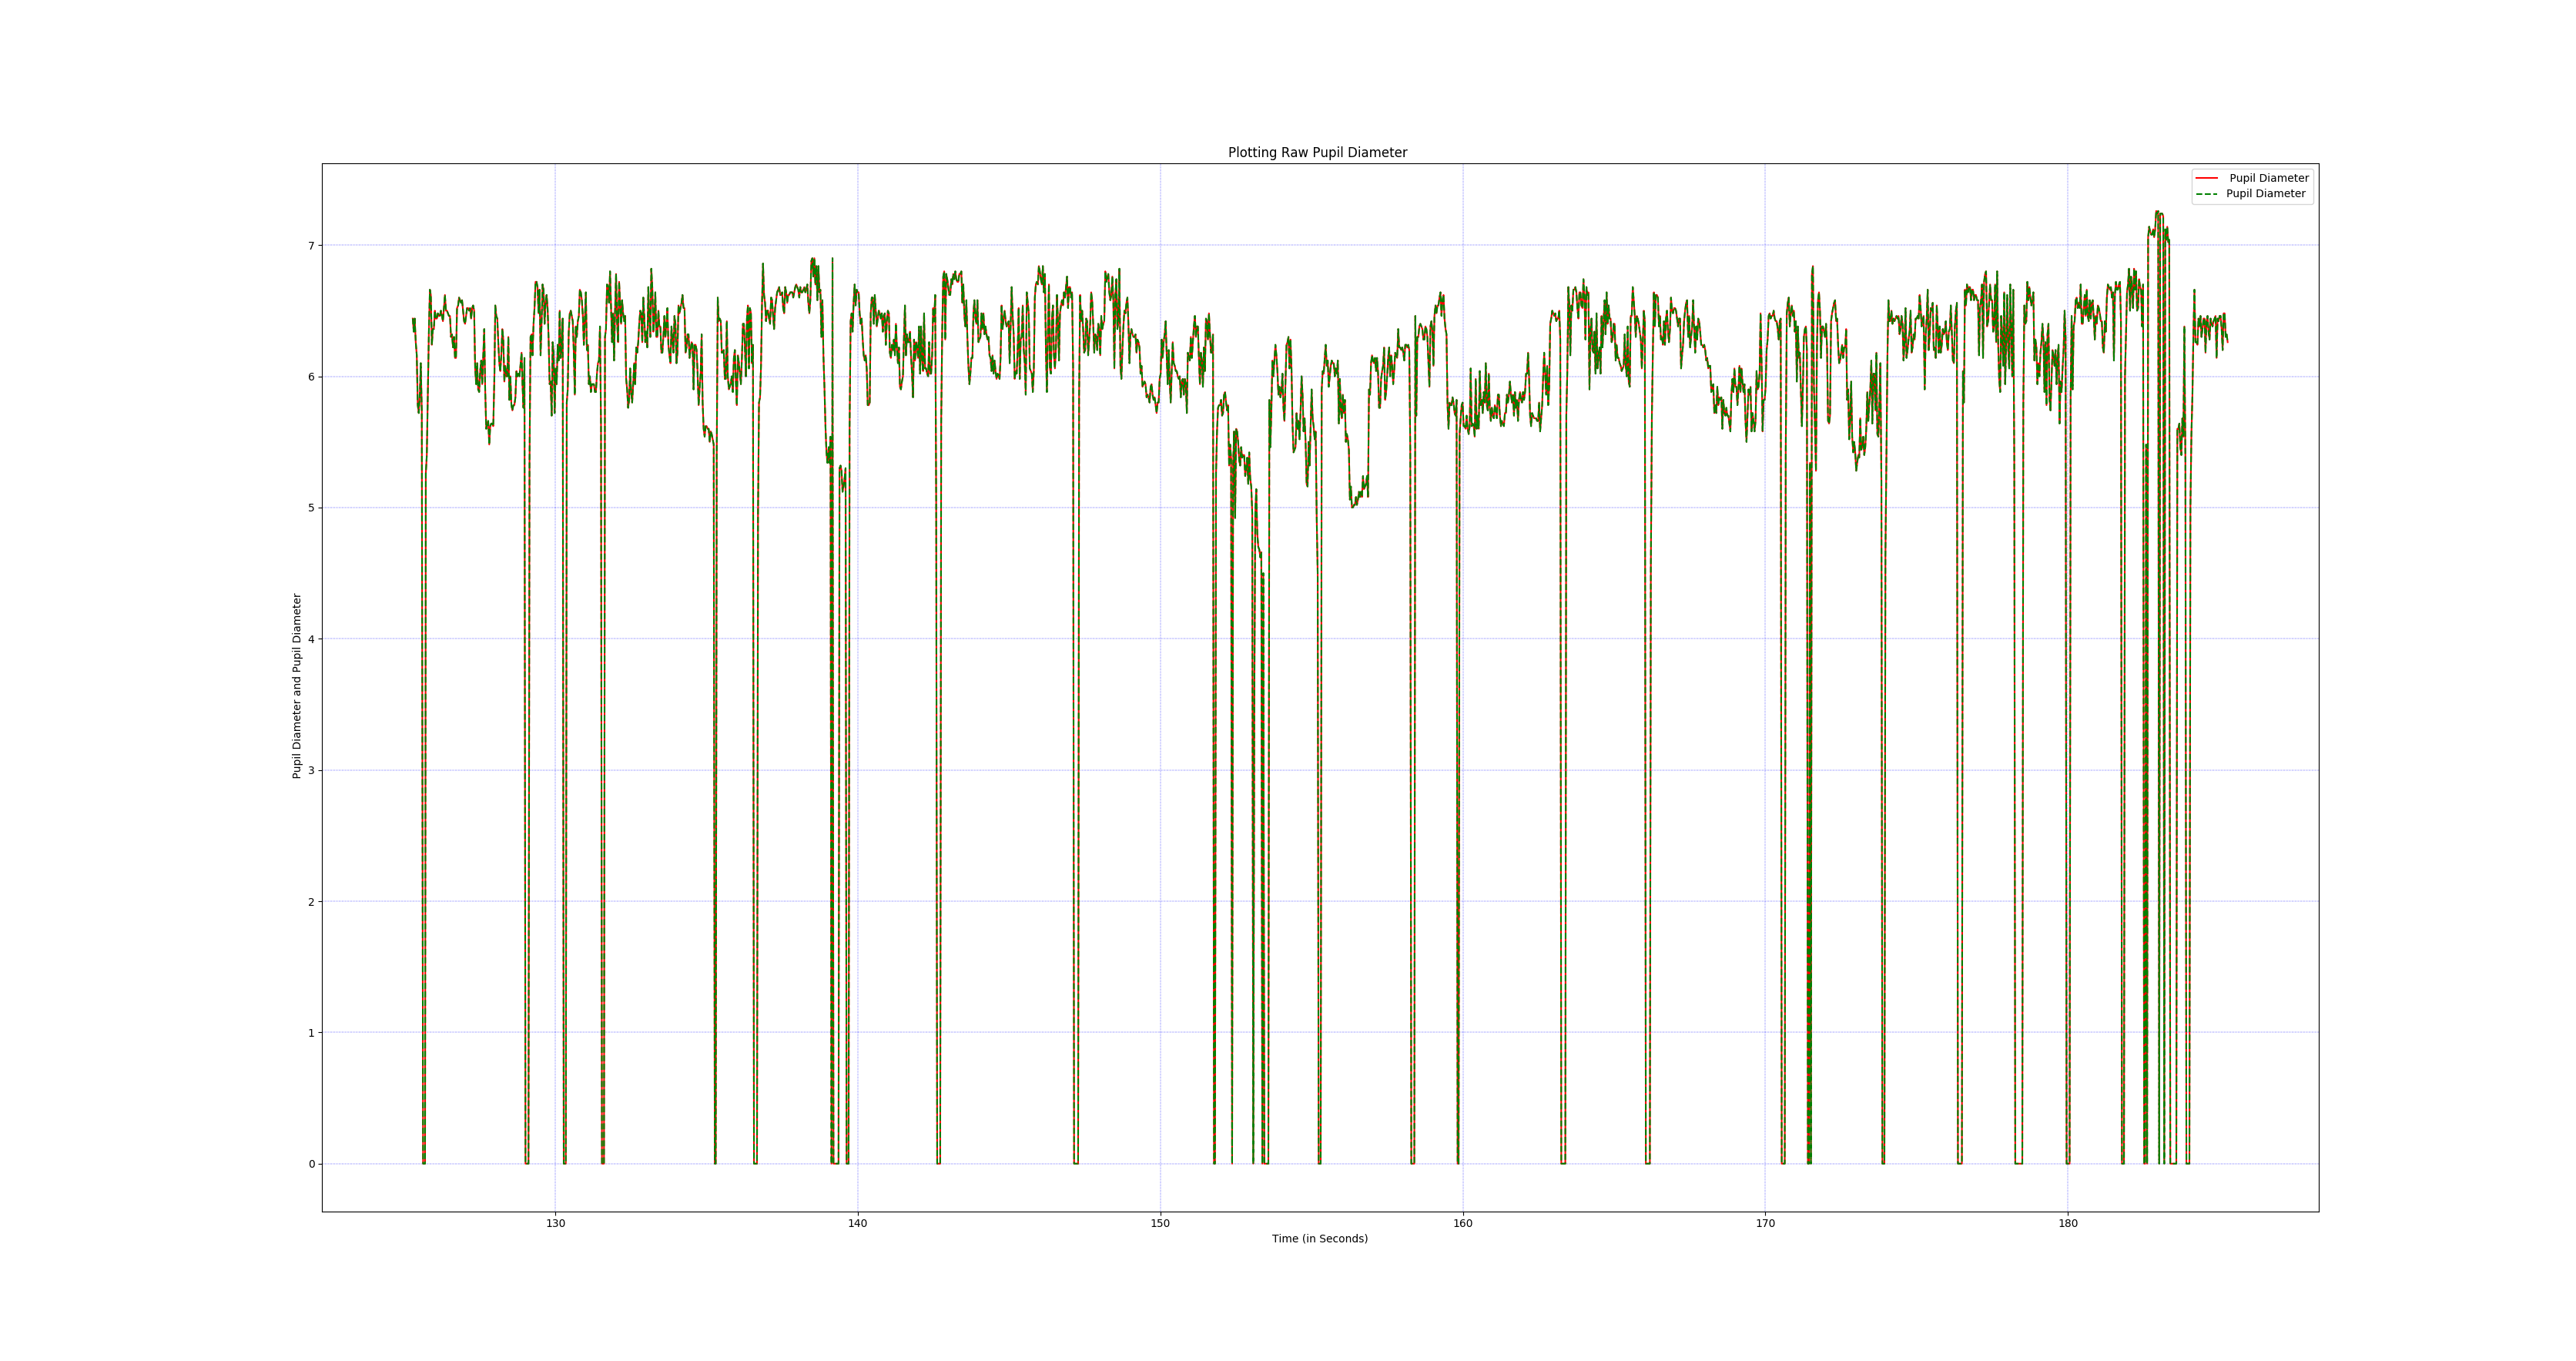 Plotting Raw Pupil Diameter
Pupil Diameter
Pupil Diameter
7
6
5
4
3
2
1
0
Pupil Diameter and Pupil Diameter
130 140 150 160 170 180
Time (in Seconds)